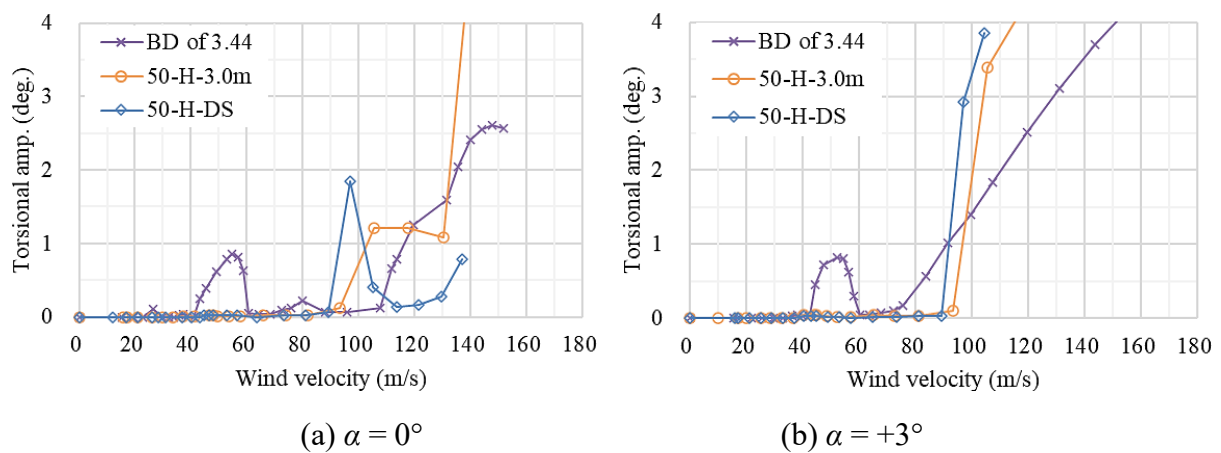 Torsional amp. (deg.)
4
3
2
1
0
BD of 3.44
50-H-3.0m
50-H-DS
0 20 40 60 80 100 120 140 160 180
Wind velocity (m/s)
(a) α = 0°
Torsional amp. (deg.)
4
3
2
1
0
BD of 3.44
50-H-3.0m
50-H-DS
0 20 40 60 80 100 120 140 160 180
Wind velocity (m/s)
(b) α = +3°